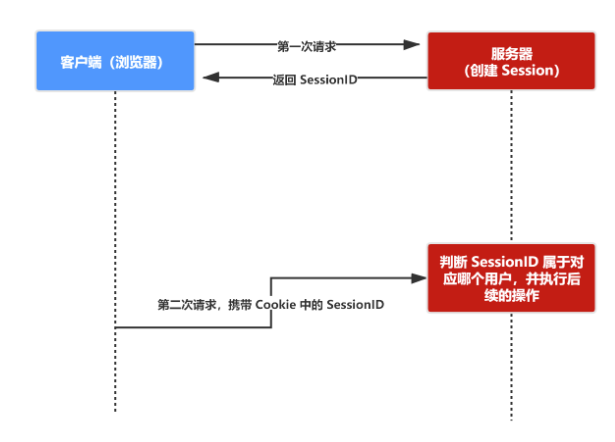 第一次请求
客户端（浏览器）
服务器
（创建 Session）
返回 SessionID
判断 SessionID 属于对
应哪个用户，并执行后
续的操作
第二次请求，携带 Cookie 中的 SessionID